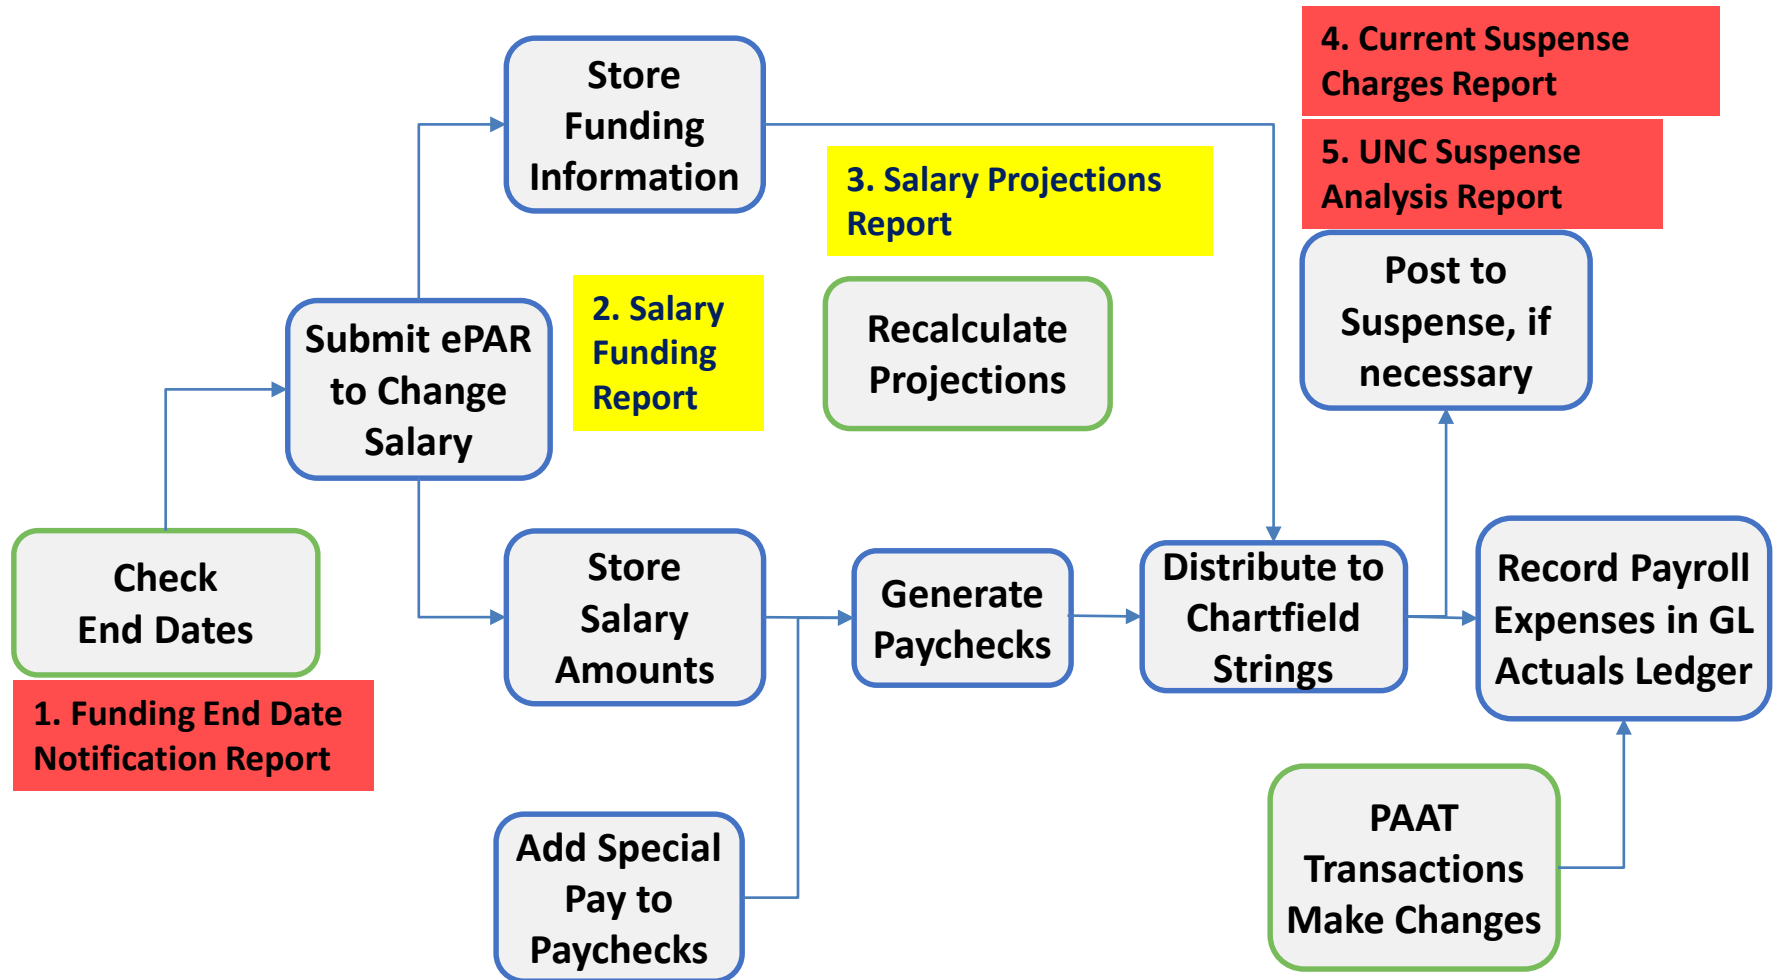 Store
Funding
Information
4. Current Suspense
Charges Report
5. UNC Suspense
Analysis Report
3. Salary Projections
Report
Submit ePAR
to Change
Salary
2. Salary
Funding
Report
Recalculate
Projections
Post to
Suspense, if
necessary
Check
End Dates
1. Funding End Date
Notification Report
Store
Salary
Amounts
Generate
Paychecks
Distribute to
Chartfield
Strings
Record Payroll
Expenses in GL
Actuals Ledger
Add Special
Pay to
Paychecks
PAAT
Transactions
Make Changes